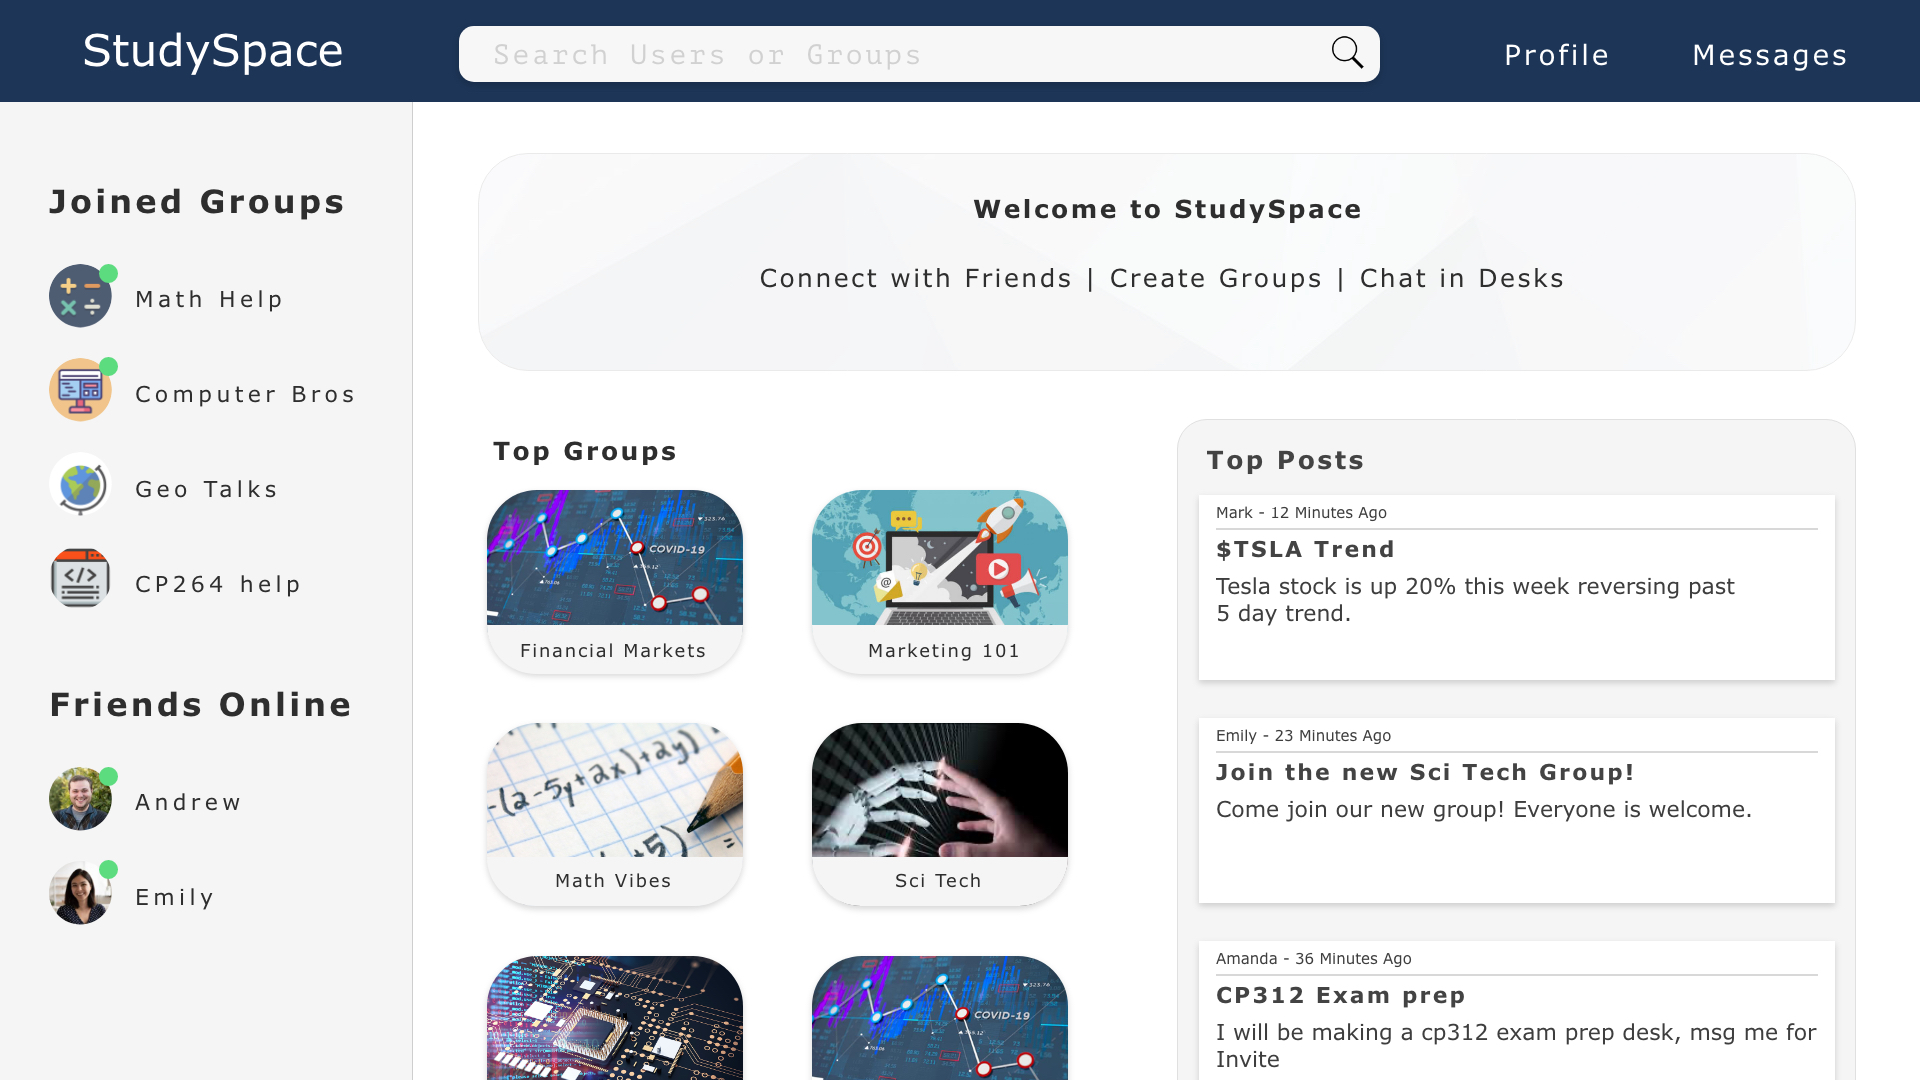 StudySpace
Search Users or Groups
Profile
Messages
Joined Groups
Math Help
Computer Bros
Geo Talks
CP264 help
Friends Online
Andrew
Emily
Welcome to StudySpace
Connect with Friends | Create Groups | Chat in Desks
Top Groups
COVID-19
Financial Markets
Marketing 101
-(2-5y+2x)+2y)
+5)
=
Math Vibes
Sci Tech
COVID-19
Top Posts
Mark - 12 Minutes Ago
$TSLA Trend
Tesla stock is up 20% this week reversing past
5 day trend.
Emily - 23 Minutes Ago
Join the new Sci Tech Group!
Come join our new group! Everyone is welcome.
Amanda - 36 Minutes Ago
CP312 Exam prep
I will be making a cp312 exam prep desk, msg me for
Invite